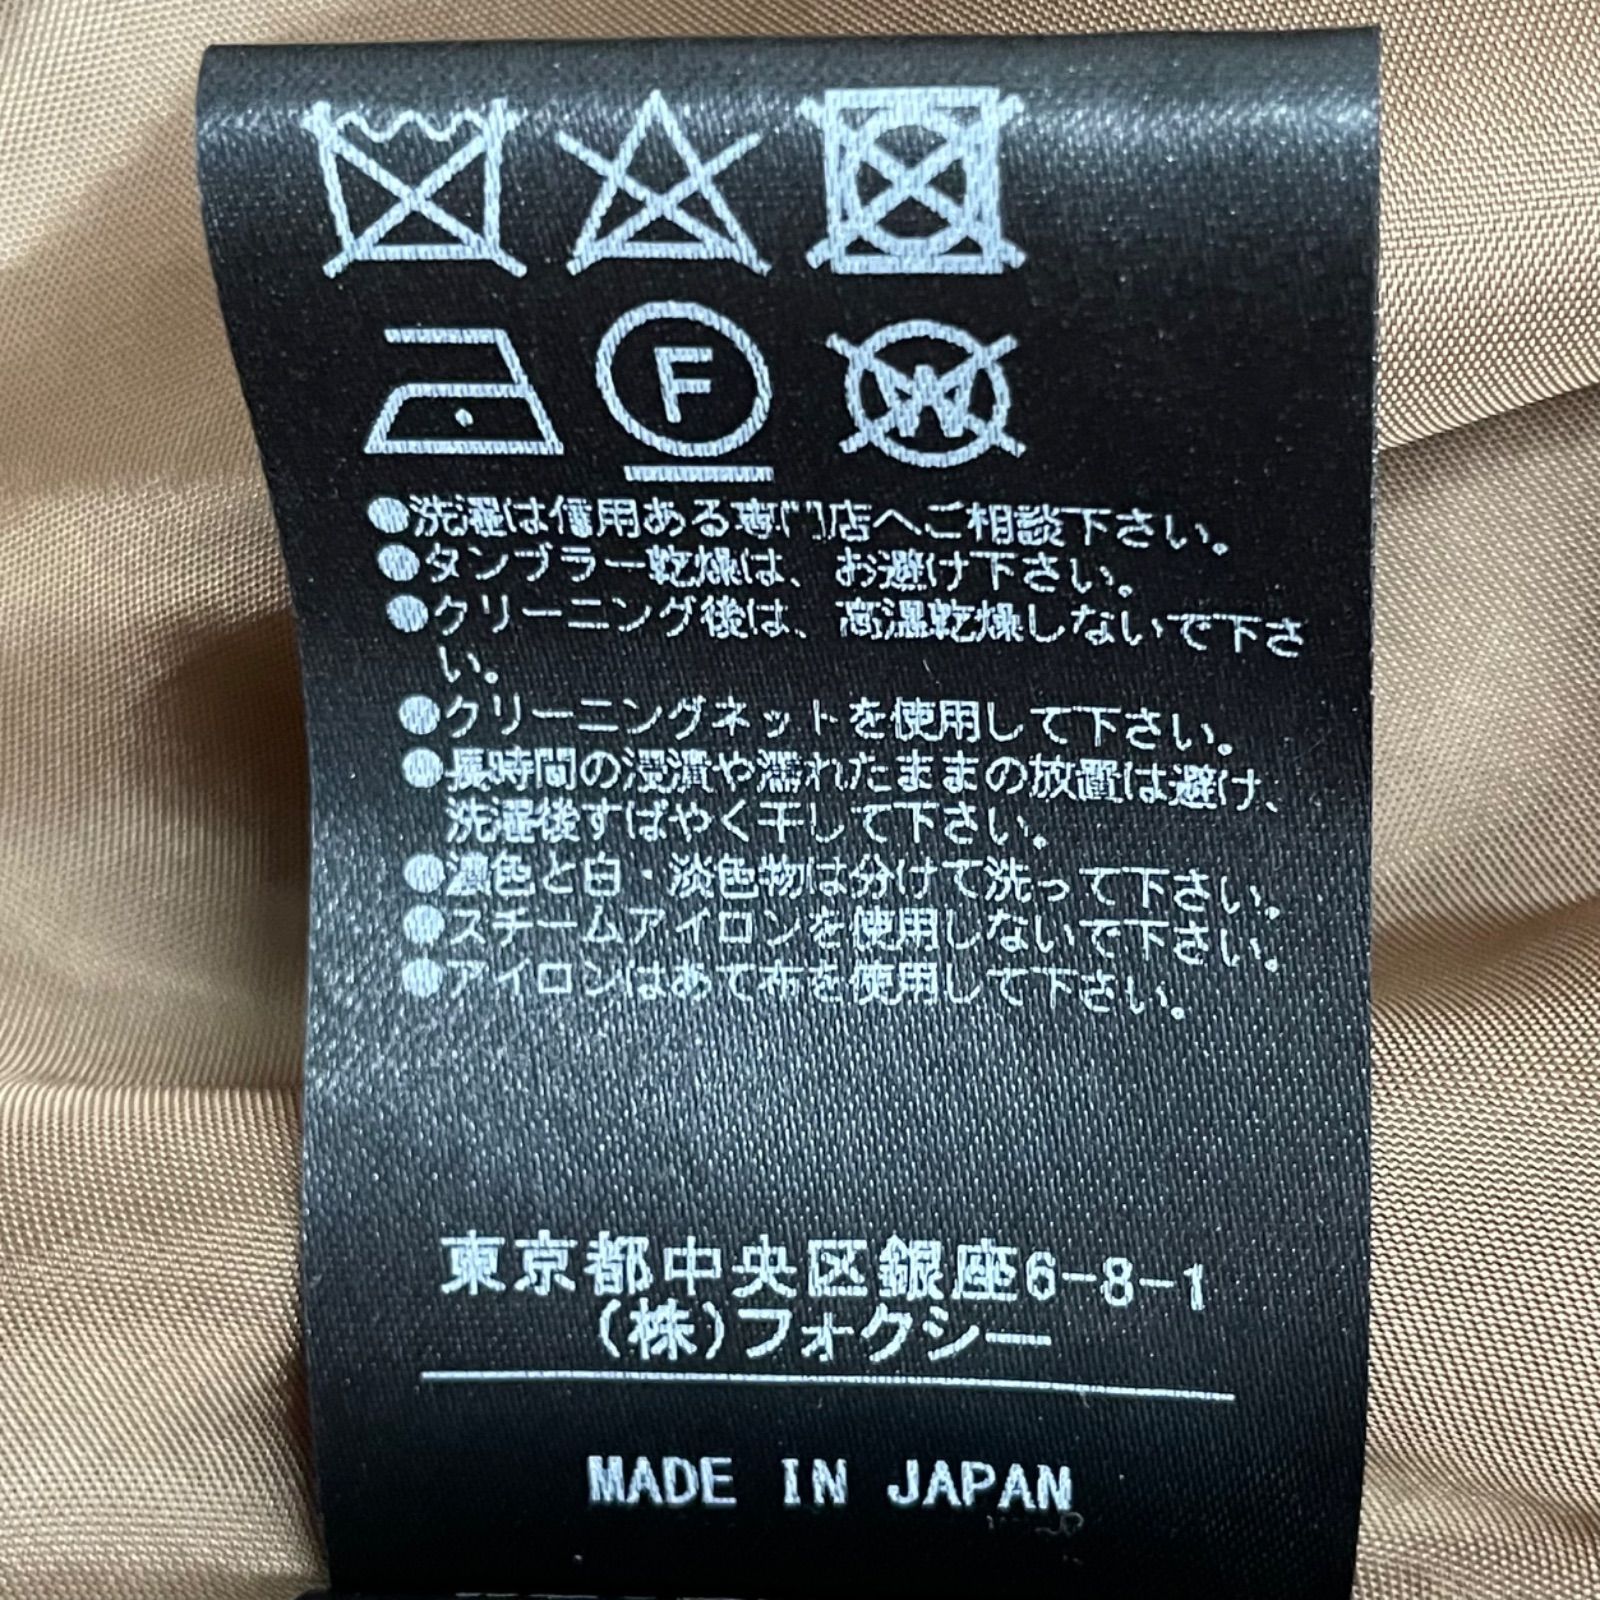 F
W
●洗濯は信用ある専門店へご相談下さい。
●タンブラー乾燥は、お避け下さい。
●クリーニング後は、高温乾燥しないで下さ
い。
●クリーニングネットを使用して下さい。
●長時間の浸漬や濡れたままの放置は避け、
洗濯後すばやく干して下さい。
●濃色と白・淡色物は分けて洗って下さい。
●スチームアイロンを使用しないで下さい。
●アイロンはあて布を使用して下さい。
東京都中央区銀座6-8-1
(株)フォクシー
MADE IN JAPAN